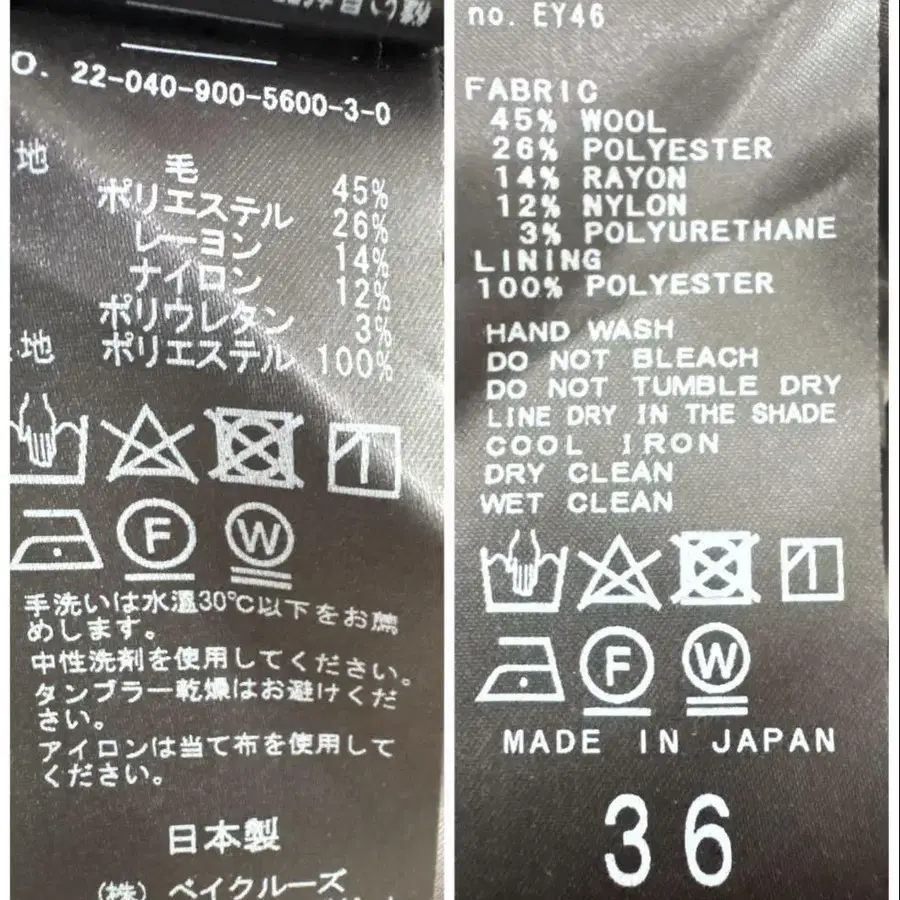 O. 22-040-900-5600-3-0
地 毛 45%
ポリエステル 26%
レーヨン 14%
ナイロン 12%
ポリウレタン 3%
地 ポリエステル 100%
F W
手洗いは水温30℃以下をお薦
めします。
中性洗剤を使用してください。
タンブラー乾燥はお避けくだ
さい。
アイロンは当て布を使用して
ください。
日本製
(株) ベイクルーズ
no. EY46
FABRIC
45% WOOL
26% POLYESTER
14% RAYON
12% NYLON
3% POLYURETHANE
LINING
100% POLYESTER
HAND WASH
DO NOT BLEACH
DO NOT TUMBLE DRY
LINE DRY IN THE SHADE
COOL IRON
DRY CLEAN
WET CLEAN
F W
MADE IN JAPAN
36